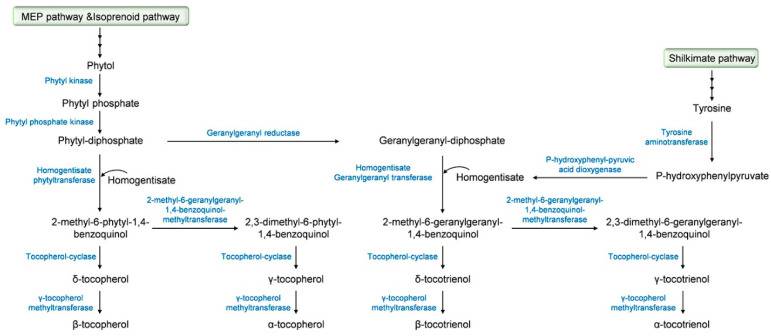 MEP pathway &Isoprenoid pathway
Phytol
Phytyl kinase
Phytyl phosphate
Phytyl phosphate kinase
Phytyl-diphosphate
Geranylgeranyl reductase
Geranylgeranyl-diphosphate
Shilkimate pathway
Tyrosine
Tyrosine
aminotransferase
P-hydroxyphenylpyruvate
P-hydroxyphenyl-pyruvic
acid dioxygenase
Homogentisate
phytyltransferase
Homogentisate
Homogentisate
Geranylgeranyl transferase
Homogentisate
2-methyl-6-phytyl-1,4-
benzoquinol
2-methyl-6-geranylgeranyl-
1,4-benzoquinol-
methyltransferase
2,3-dimethyl-6-phytyl-
1,4-benzoquinol
2-methyl-6-geranylgeranyl-
1,4-benzoquinol
2-methyl-6-geranylgeranyl-
1,4-benzoquinol-
methyltransferase
2,3-dimethyl-6-geranylgeranyl-
1,4-benzoquinol
Tocopherol-cyclase
Tocopherol-cyclase
Tocopherol-cyclase
Tocopherol-cyclase
δ-tocopherol
γ-tocopherol
δ-tocotrienol
γ-tocotrienol
γ-tocopherol
methyltransferase
γ-tocopherol
methyltransferase
γ-tocopherol
methyltransferase
γ-tocopherol
methyltransferase
β-tocopherol
α-tocopherol
β-tocotrienol
α-tocotrienol